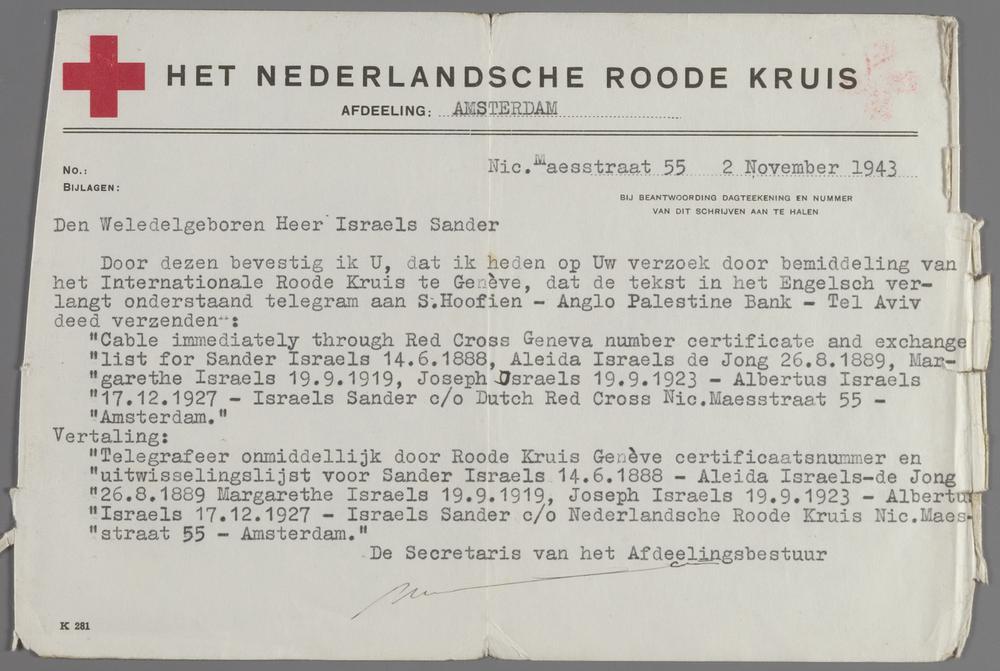 HET NEDERLANDSCHE ROODE KRUIS
AFDEELING: AMSTERDAM
No.:
BIJLAGEN:
Nic.Maesstraat 55 2 November 1943
BIJ BEANTWOORDING DAGTEEKENING EN NUMMER
VAN DIT SCHRIJVEN AAN TE HALEN
Den Weledelgeboren Heer Israels Sander
Door dezen bevestig ik U, dat ik heden op Uw verzoek door bemiddeling van
het Internationale Roode Kruis te Genève, dat de tekst in het Engelsch ver-
langt onderstaand telegram aan S.Hoofien - Anglo Palestine Bank - Tel Aviv
deed verzenden :
"Cable immediately through Red Cross Geneva number certificate and exchange
"list for Sander Israels 14.6.1888, Aleida Israels de Jong 26.8.1889, Mar-
"garethe Israels 19.9.1919, Joseph Osraels 19.9.1923 - Albertus Israels
"17.12.1927 - Israels Sander c/o Dutch Red Cross Nic.Maesstraat 55 -
"Amsterdam."
Vertaling:
"Telegrafeer onmiddellijk door Roode Kruis Genève certificaatsnummer en
"uitwisselingslijst voor Sander Israels 14.6.1888 - Aleida Israels-de Jong
"26.8.1889 Margarethe Israels 19.9.1919, Joseph Israels 19.9.1923 - Albertus
"Israels 17.12.1927 - Israels Sander c/o Nederlandsche Roode Kruis Nic.Maes-
"straat 55 - Amsterdam."
De Secretaris van het Afdeelingsbestuur
K 281